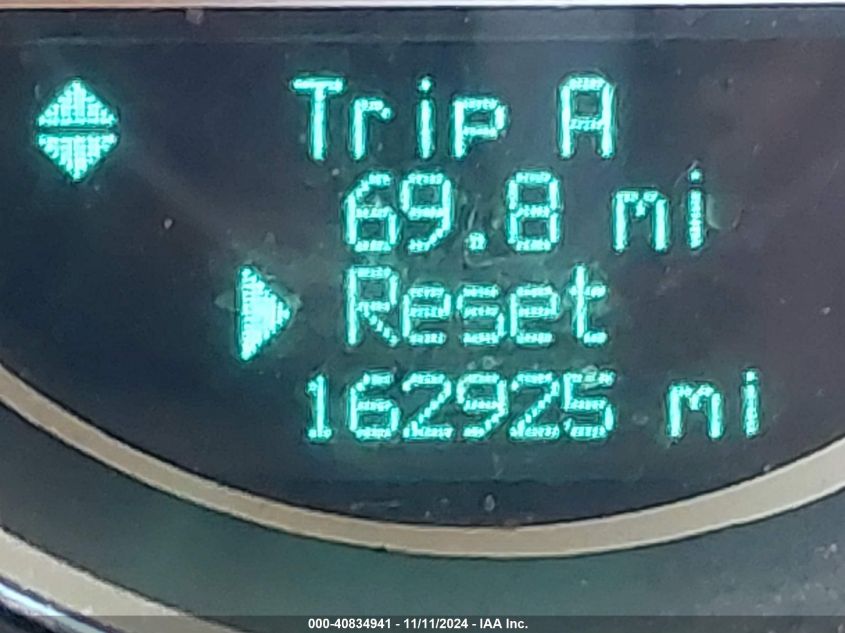 Trip A
69.8 mi
Reset
162925 mi
000-40834941 - 11/11/2024 - IAA Inc.